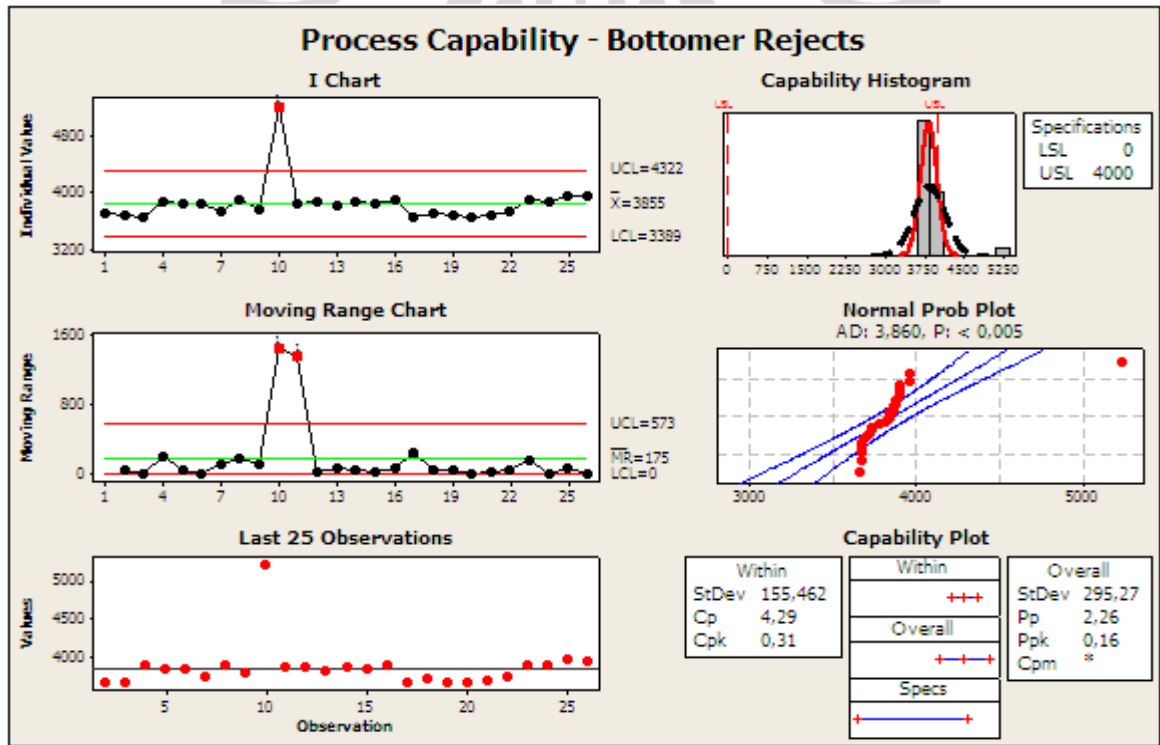 Process Capability - Bottomer Rejects
I Chart
Individual Value
4800
4000
3200
1 4 7 10 13 16 19 22 25
1
UCL=4322
X=3855
LCL=3389
Capability Histogram
LSL USL
0 750 1500 2250 3000 3750 4500 5250
Specifications
LSL 0
USL 4000
Moving Range Chart
Moving Range
1600
800
0
1 4 7 10 13 16 19 22 25
1 1
UCL=573
MR=175
LCL=0
Normal Prob Plot
AD: 3,860, P: < 0,005
3000 4000 5000
Last 25 Observations
Values
5000
4500
4000
5 10 15 20 25
Observation
Capability Plot
Within
StDev 155,462
Cp 4,29
Cpk 0,31
Within
Overall
Specs
Overall
StDev 295,27
Pp 2,26
Ppk 0,16
Cpm *